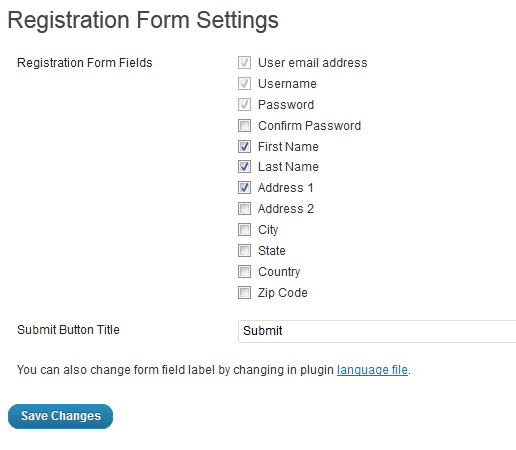 Registration Form Settings
Registration Form Fields
User email address
Username
Password
Confirm Password
First Name
Last Name
Address 1
Address 2
City
State
Country
Zip Code
Submit Button Title
Submit
You can also change form field label by changing in plugin language file.
Save Changes